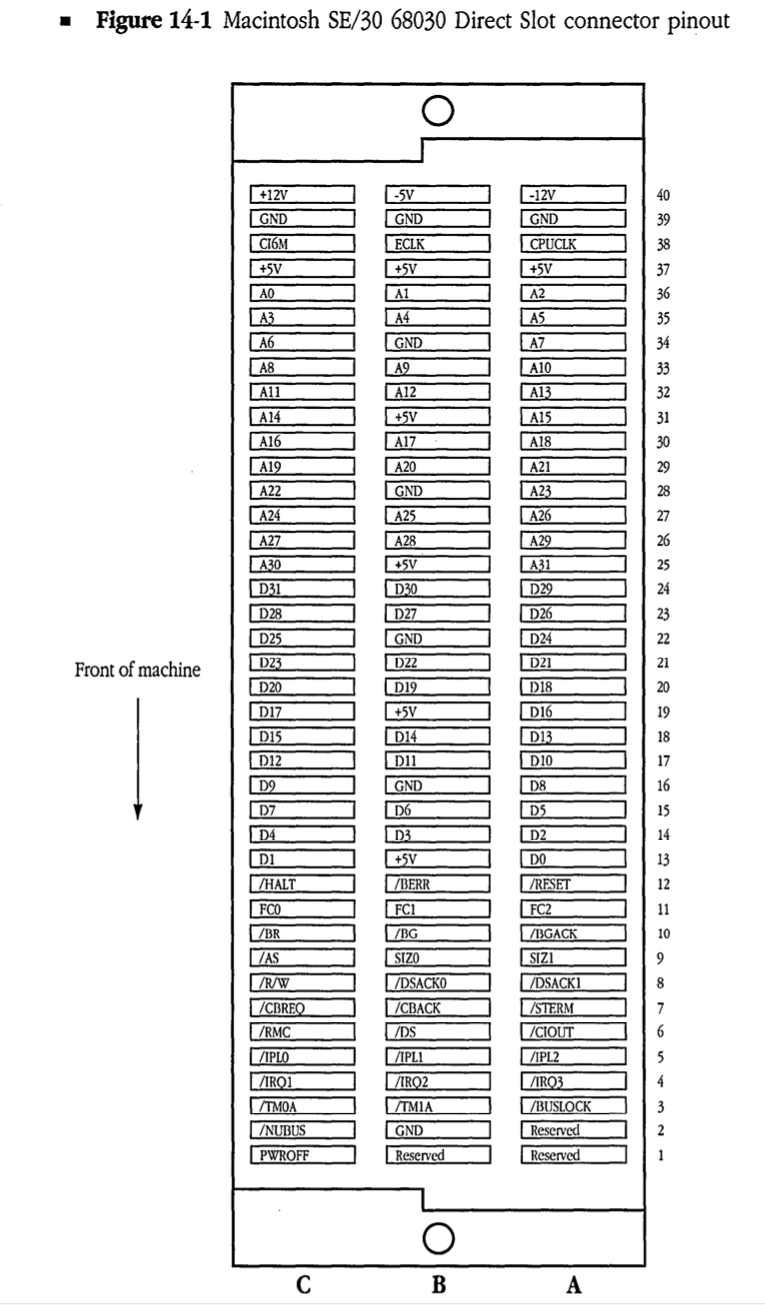 ■ Figure 14-1 Macintosh SE/30 68030 Direct Slot connector pinout
+12V -5V -12V 40
GND GND GND 39
CI6M ECLK CPUCLK 38
+5V +5V +5V 37
A0 A1 A2 36
A3 A4 A5 35
A6 GND A7 34
A8 A9 A10 33
A11 A12 A13 32
A14 +5V A15 31
A16 A17 A18 30
A19 A20 A21 29
A22 GND A23 28
A24 A25 A26 27
A27 A28 A29 26
A30 +5V A31 25
D31 D30 D29 24
D28 D27 D26 23
D25 GND D24 22
D23 D22 D21 21
Front of machine
D20 D19 D18 20
D17 +5V D16 19
D15 D14 D13 18
D12 D11 D10 17
D9 GND D8 16
D7 D6 D5 15
D4 D3 D2 14
D1 +5V D0 13
/HALT /BERR /RESET 12
FC0 FC1 FC2 11
/BR /BG /BGACK 10
/AS SIZ0 SIZ1 9
/R/W /DSACK0 /DSACK1 8
/CBREQ /CBACK /STERM 7
/RMC /DS /CIOUT 6
/IPL0 /IPL1 /IPL2 5
/IRQ1 /IRQ2 /IRQ3 4
/TM0A /TM1A /BUSLOCK 3
/NUBUS GND Reserved 2
PWROFF Reserved Reserved 1
C B A